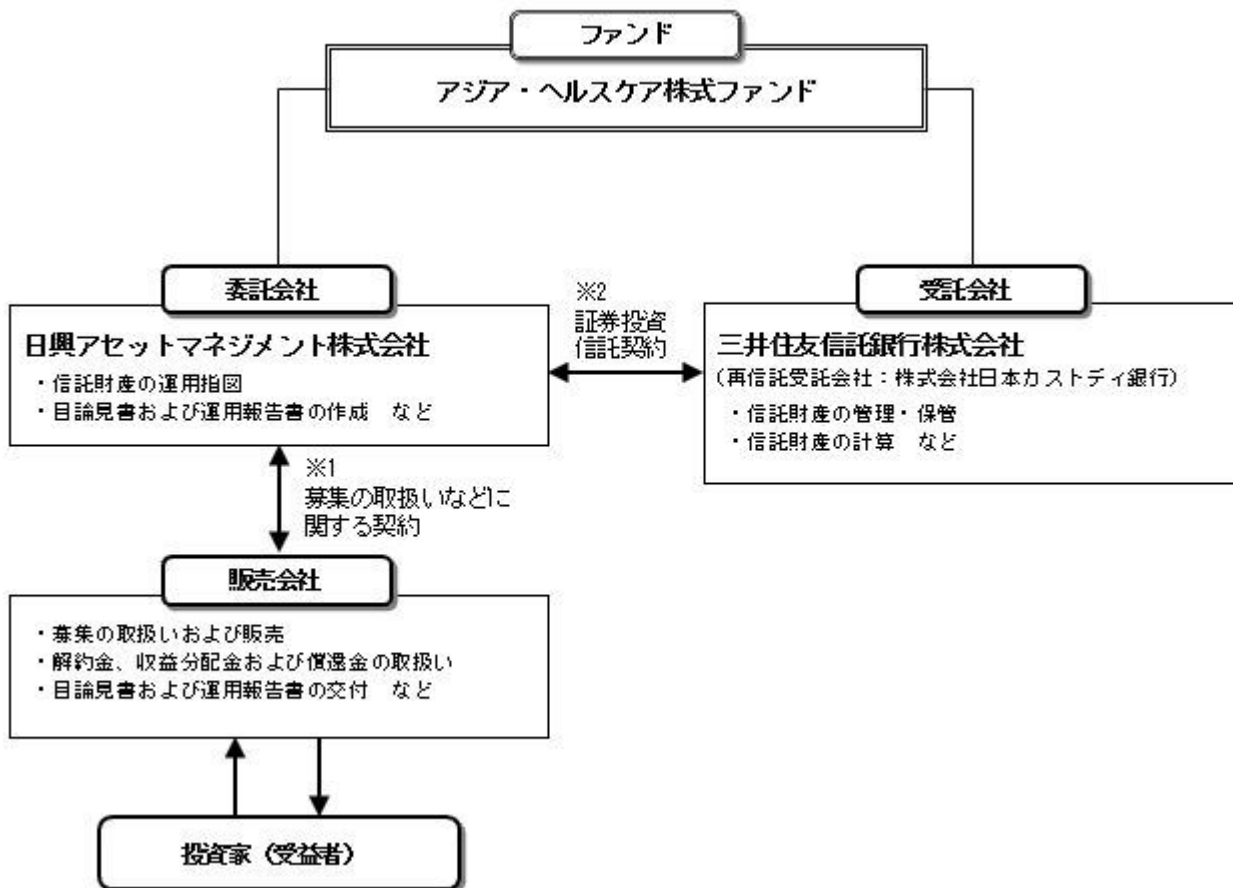 ファンド
アジア・ヘルスケア株式ファンド
委託会社
日興アセットマネジメント株式会社
・信託財産の運用指図
・目論見書および運用報告書の作成　など
※2
証券投資
信託契約
受託会社
三井住友信託銀行株式会社
(再信託受託会社：株式会社日本カストディ銀行)
・信託財産の管理・保管
・信託財産の計算　など
※1
募集の取扱いなどに
関する契約
販売会社
・募集の取扱いおよび販売
・解約金、収益分配金および償還金の取扱い
・目論見書および運用報告書の交付　など
投資家（受益者）